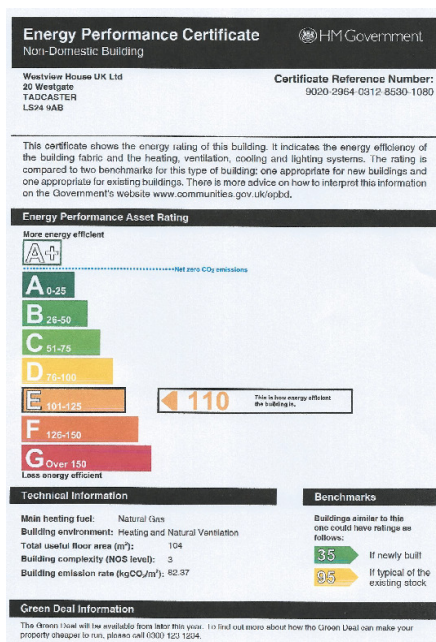 Energy Performance Certificate
HM Government
Non-Domestic Building
Westview House UK Ltd
20 Westgate
TADCASTER
LS24 9AB
Certificate Reference Number:
9020-2964-0312-8530-1080
This certificate shows the energy rating of this building. It indicates the energy efficiency of
the building fabric and the heating, ventilation, cooling and lighting systems. The rating is
compared to two benchmarks for this type of building: one appropriate for new buildings and
one appropriate for existing buildings. There is more advice on how to interpret this information
on the Government's website www.communities.gov.uk/epbd.
Energy Performance Asset Rating
More energy efficient
A+
Net zero CO₂ emissions
A 0-25
B 26-50
C 51-75
D 76-100
E 101-125
110
This is how energy efficient
the building is.
F 126-150
G Over 150
Less energy efficient
Technical Information
Main heating fuel: Natural Gas
Building environment: Heating and Natural Ventilation
Total useful floor area (m²): 104
Building complexity (NOS level): 3
Building emission rate (kgCO₂/m²): 82.37
Benchmarks
Buildings similar to this
one could have ratings as
follows:
35 If newly built
95 If typical of the
existing stock
Green Deal Information
The Green Deal will be available from later this year. To find out more about how the Green Deal can make your
property cheaper to run, please call 0300 123 1234.